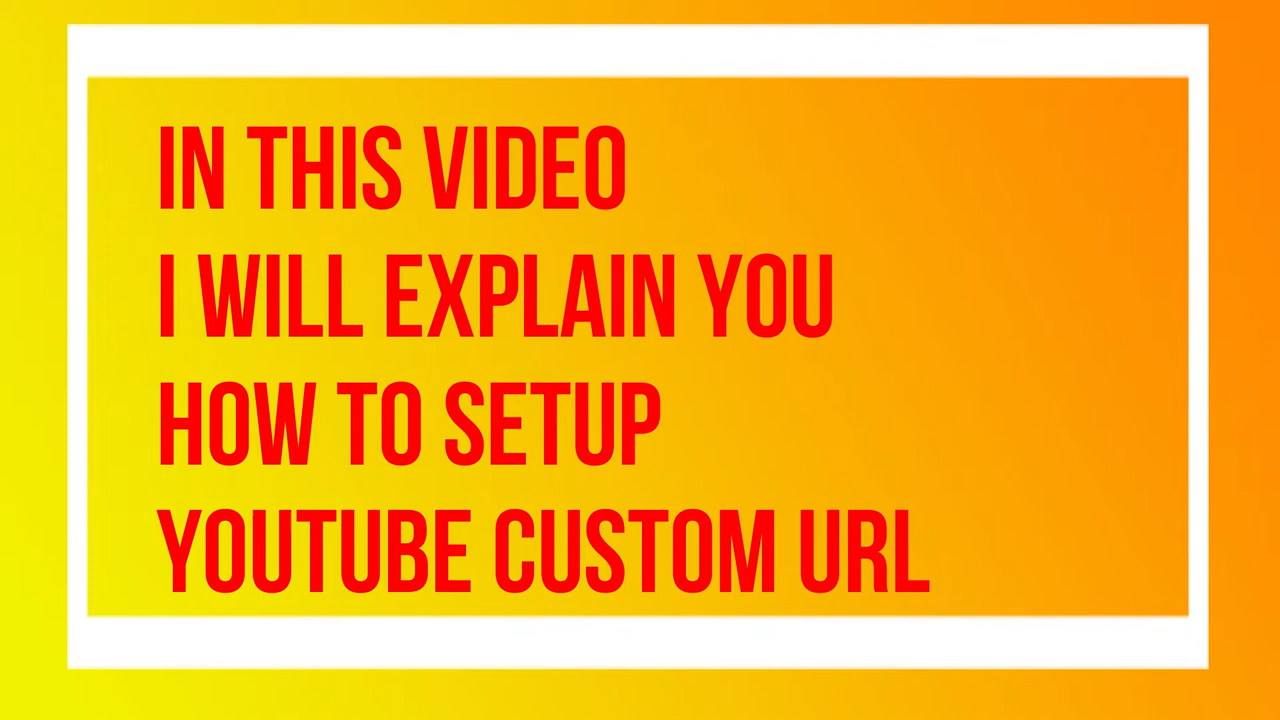 IN THIS VIDEO
I WILL EXPLAIN YOU
HOW TO SETUP
YOUTUBE CUSTOM URL